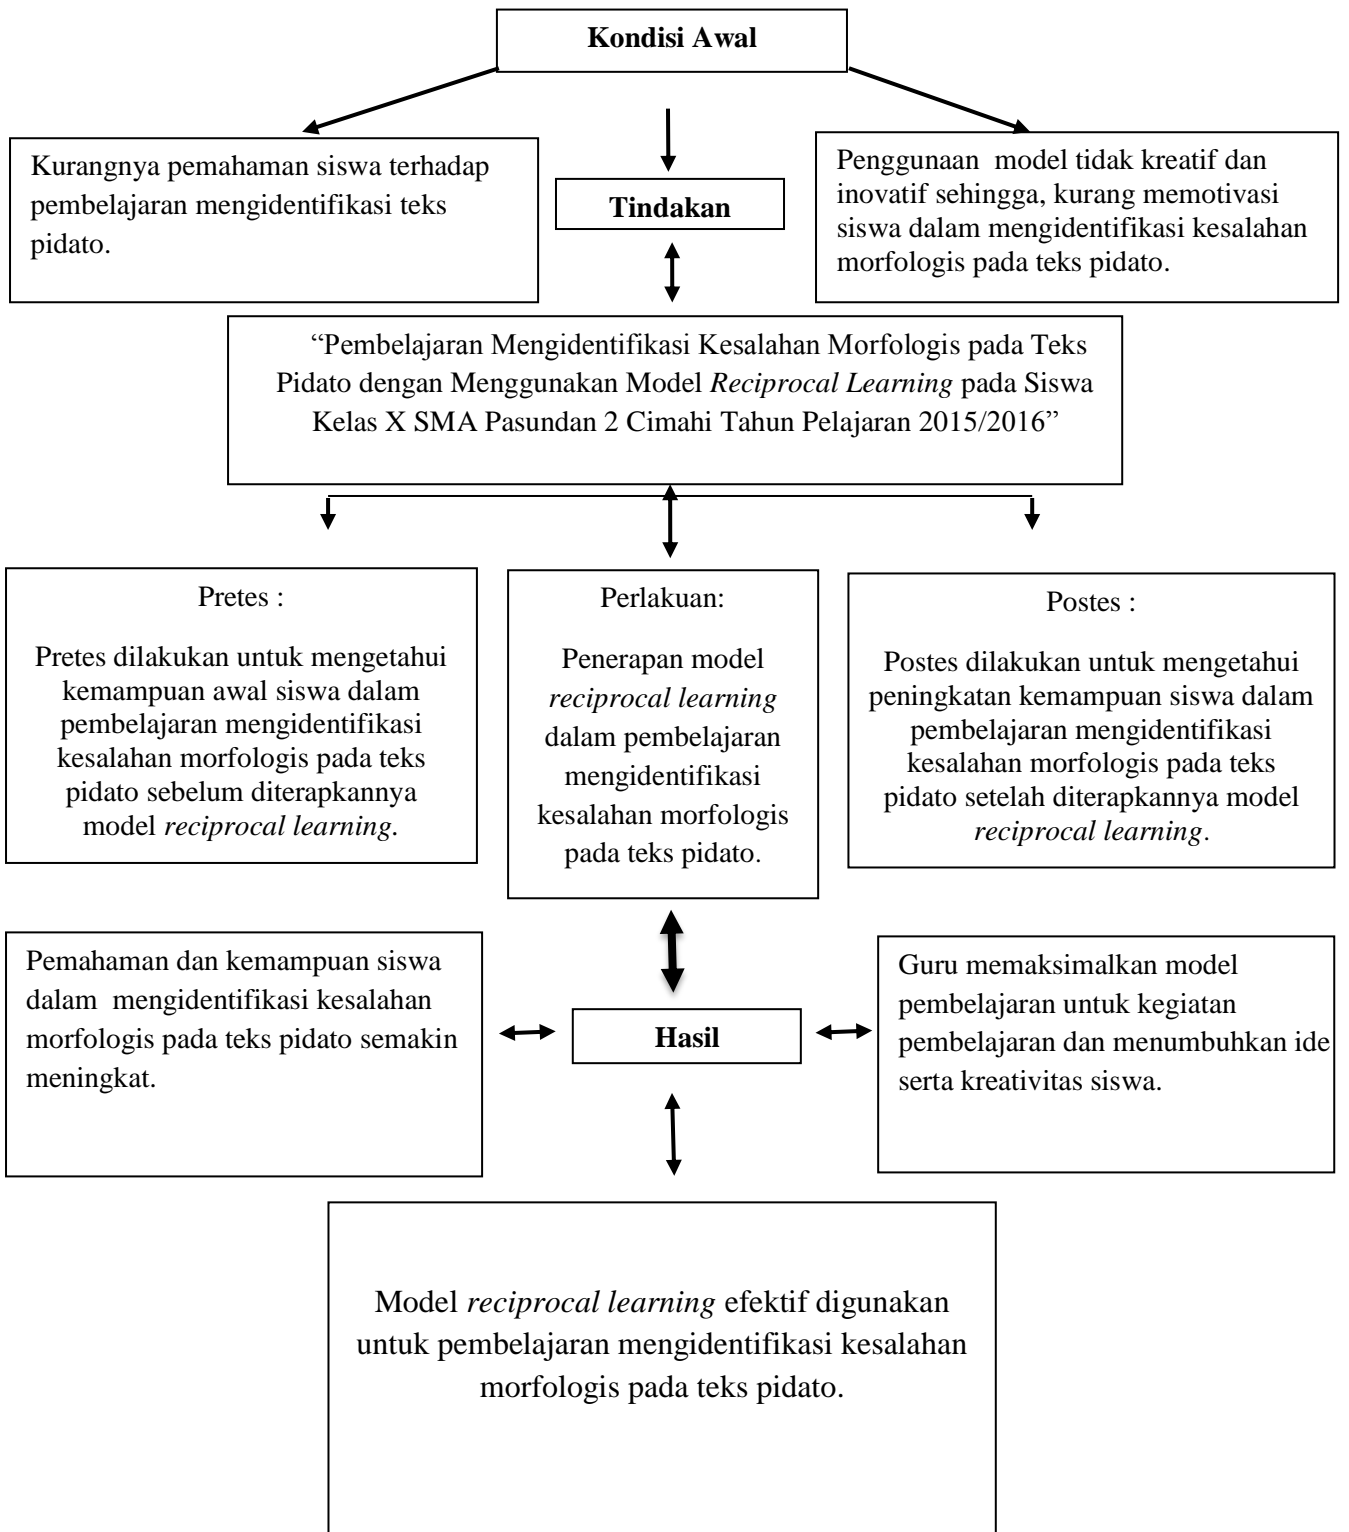 Kondisi Awal
Kurangnya pemahaman siswa terhadap
pembelajaran mengidentifikasi teks
pidato.
Tindakan
Penggunaan  model tidak kreatif dan
inovatif sehingga, kurang memotivasi
siswa dalam mengidentifikasi kesalahan
morfologis pada teks pidato.
“Pembelajaran Mengidentifikasi Kesalahan Morfologis pada Teks
Pidato dengan Menggunakan Model Reciprocal Learning pada Siswa
Kelas X SMA Pasundan 2 Cimahi Tahun Pelajaran 2015/2016”
Pretes :
Pretes dilakukan untuk mengetahui
kemampuan awal siswa dalam
pembelajaran mengidentifikasi
kesalahan morfologis pada teks
pidato sebelum diterapkannya
model reciprocal learning.
Perlakuan:
Penerapan model
reciprocal learning
dalam pembelajaran
mengidentifikasi
kesalahan morfologis
pada teks pidato.
Postes :
Postes dilakukan untuk mengetahui
peningkatan kemampuan siswa dalam
pembelajaran mengidentifikasi
kesalahan morfologis pada teks
pidato setelah diterapkannya model
reciprocal learning.
Pemahaman dan kemampuan siswa
dalam  mengidentifikasi kesalahan
morfologis pada teks pidato semakin
meningkat.
Hasil
Guru memaksimalkan model
pembelajaran untuk kegiatan
pembelajaran dan menumbuhkan ide
serta kreativitas siswa.
Model reciprocal learning efektif digunakan
untuk pembelajaran mengidentifikasi kesalahan
morfologis pada teks pidato.